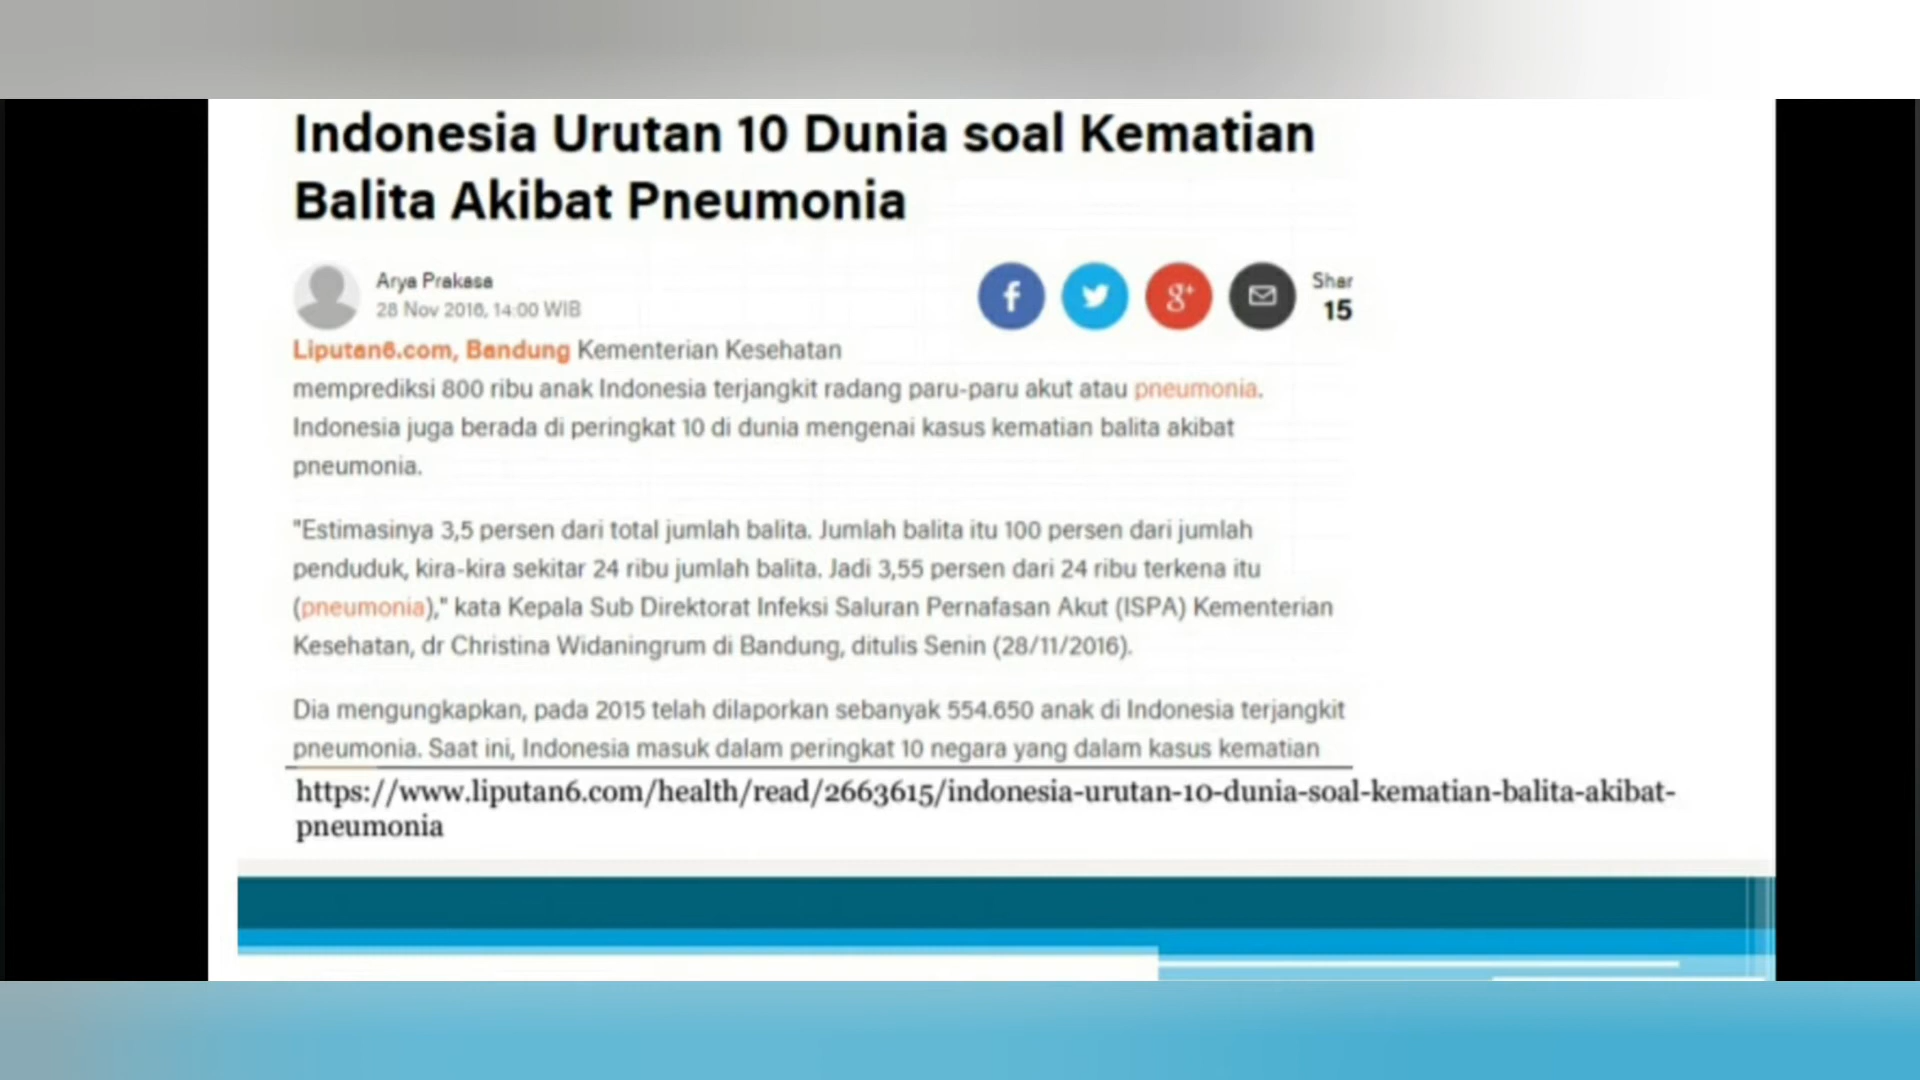 Indonesia Urutan 10 Dunia soal Kematian
Balita Akibat Pneumonia
Arya Prakasa
28 Nov 2016, 14:00 WIB
f
g+
Shar
15
Liputan6.com, Bandung Kementerian Kesehatan
memprediksi 800 ribu anak Indonesia terjangkit radang paru-paru akut atau pneumonia.
Indonesia juga berada di peringkat 10 di dunia mengenai kasus kematian balita akibat
pneumonia.
"Estimasinya 3,5 persen dari total jumlah balita. Jumlah balita itu 100 persen dari jumlah
penduduk, kira-kira sekitar 24 ribu jumlah balita. Jadi 3,55 persen dari 24 ribu terkena itu
(pneumonia)," kata Kepala Sub Direktorat Infeksi Saluran Pernafasan Akut (ISPA) Kementerian
Kesehatan, dr Christina Widaningrum di Bandung, ditulis Senin (28/11/2016).
Dia mengungkapkan, pada 2015 telah dilaporkan sebanyak 554.650 anak di Indonesia terjangkit
pneumonia. Saat ini, Indonesia masuk dalam peringkat 10 negara yang dalam kasus kematian
https://www.liputan6.com/health/read/2663615/indonesia-urutan-10-dunia-soal-kematian-balita-akibat-
pneumonia